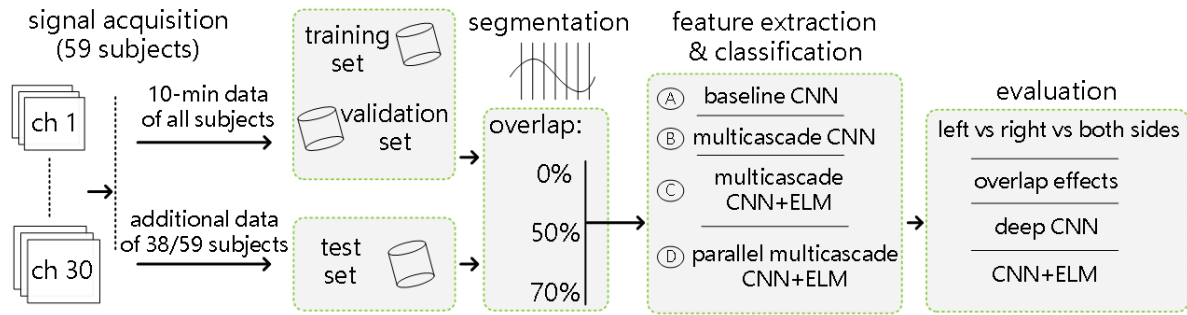 signal acquisition
(59 subjects)
ch 1
ch 30
10-min data
of all subjects
additional data
of 38/59 subjects
training
set
validation
set
test
set
segmentation
overlap:
0%
50%
70%
feature extraction
& classification
A baseline CNN
B multicascade CNN
C multicascade
CNN+ELM
D parallel multicascade
CNN+ELM
evaluation
left vs right vs both sides
overlap effects
deep CNN
CNN+ELM